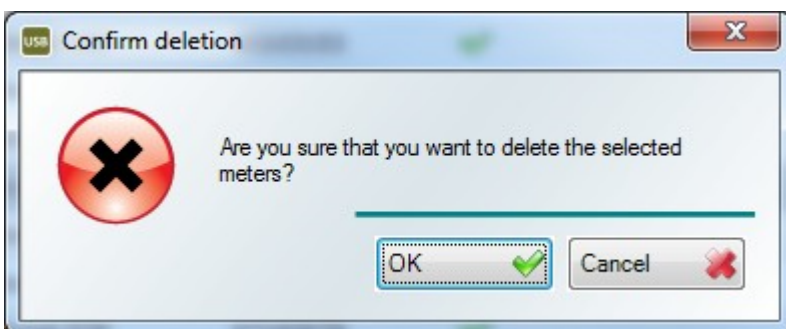 USB Confirm deletion
Are you sure that you want to delete the selected
meters?
OK
Cancel